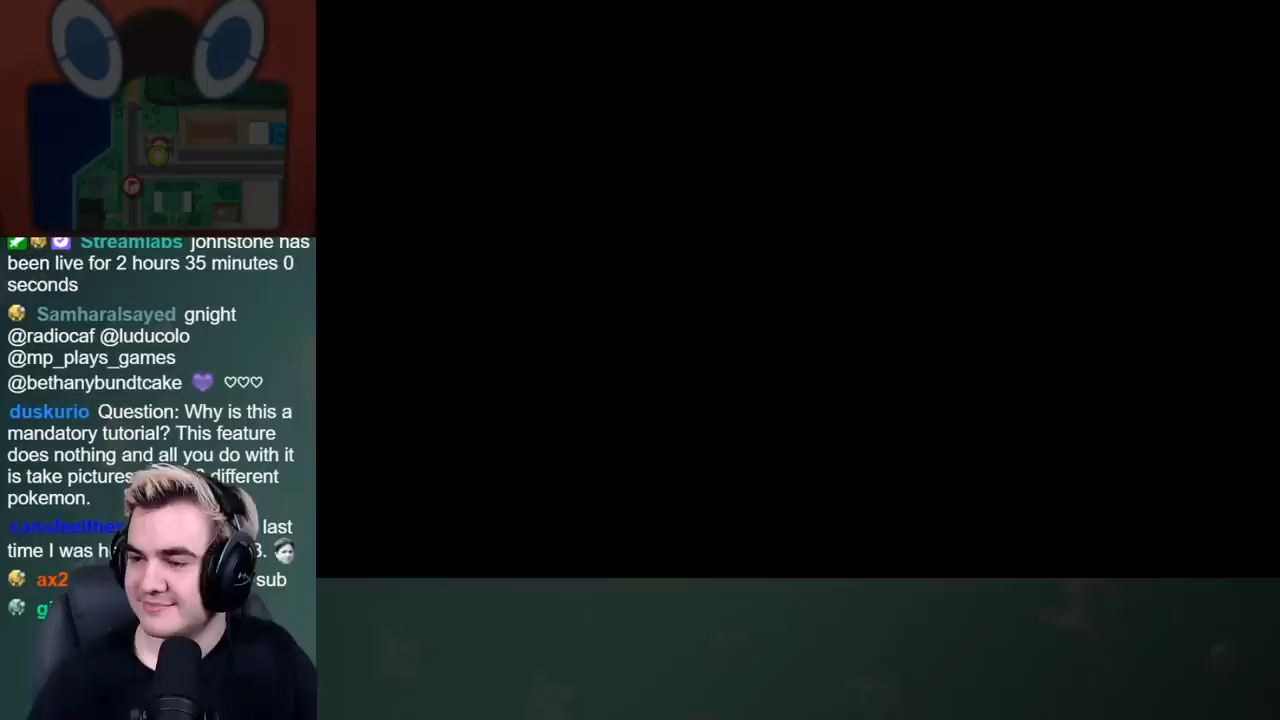 Streamlabs johnstone has
been live for 2 hours 35 minutes 0
seconds
Samharalsayed gnight
@radiocaf @luducolo
@mp_plays_games
@bethanybundtcake
duskurio Question: Why is this a
mandatory tutorial? This feature
does nothing and all you do with it
is take pictures different
pokemon.
last
time I was
ax2 sub